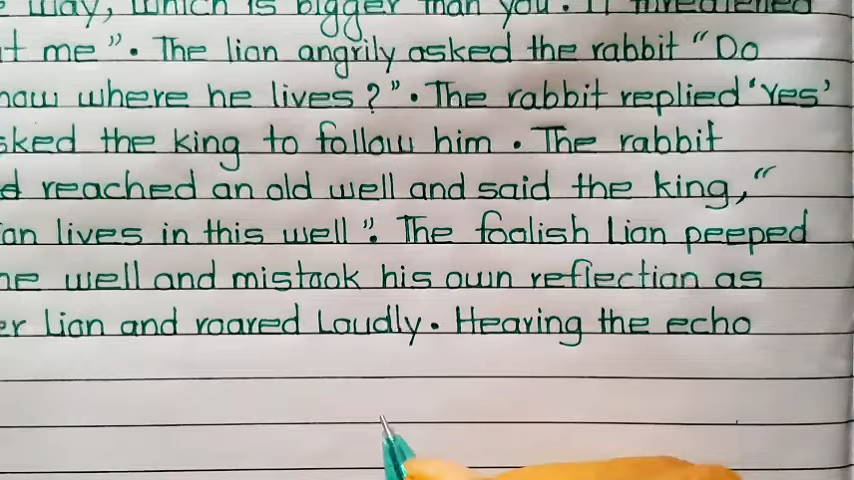 way, which is bigger than you. It threatened
t me". The lion angrily asked the rabbit "Do
now where he lives?". The rabbit replied 'Yes'
sked the king to follow him. The rabbit
d reached an old well and said the king,"
on lives in this well". The foolish Lion peeped
he well and mistook his own reflection as
er Lion and roared Loudly. Hearing the echo